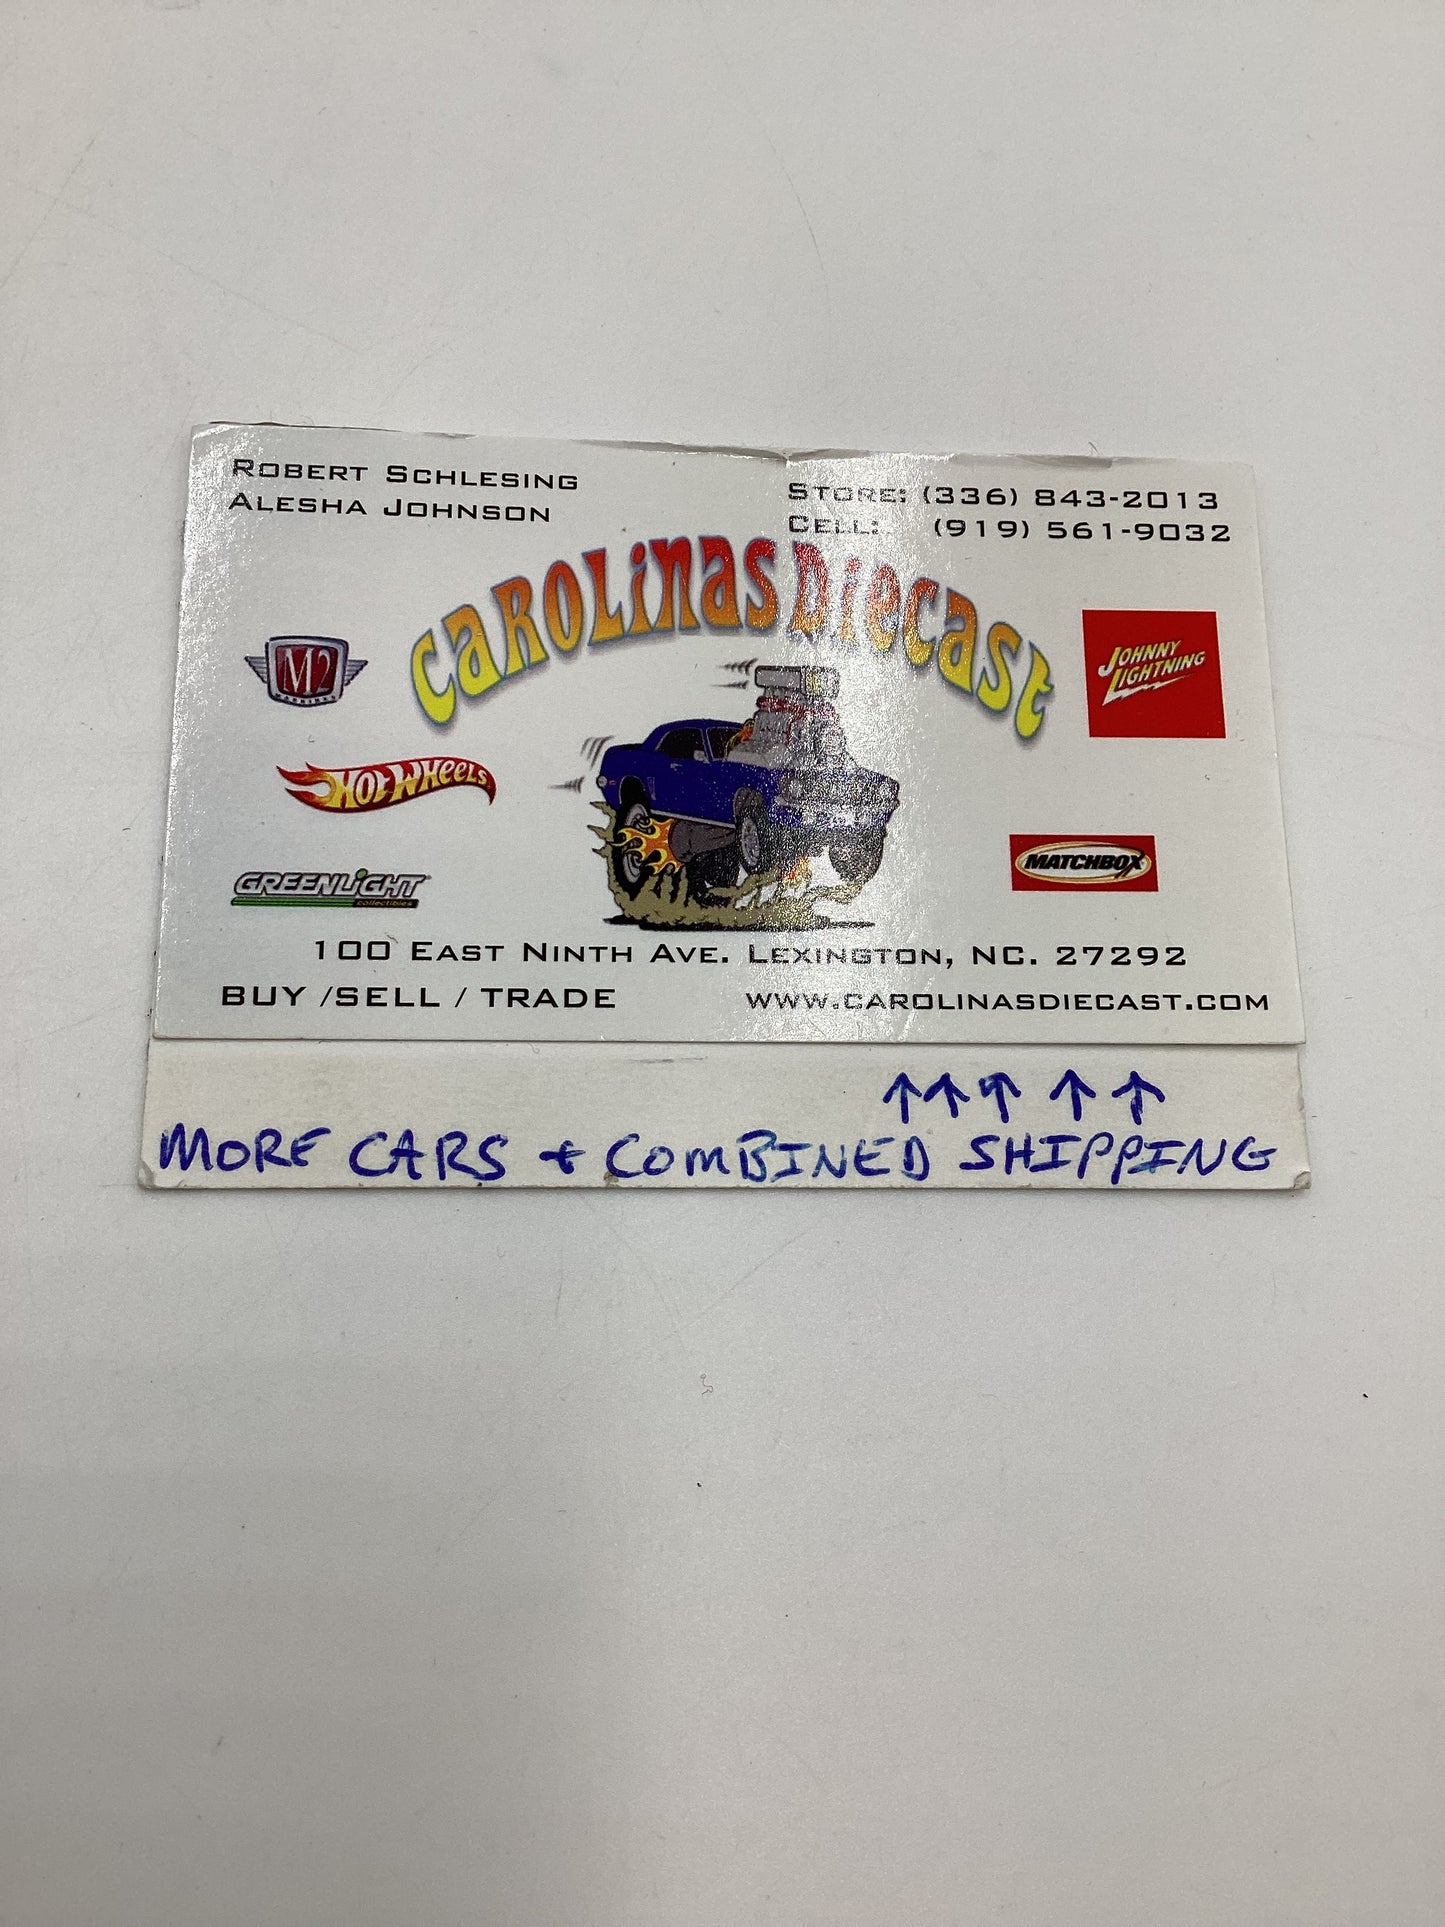 ROBERT SCHLESING
ALESHA JOHNSON
STORE: (336) 843-2013
CELL: (919) 561-9032
CAROLINAS DIECAST
M2
MACHINES
JOHNNY
LIGHTNING
HOT WHEELS
MATCHBOX
GREENLIGHT
collectibles
100 EAST NINTH AVE. LEXINGTON, NC. 27292
BUY /SELL / TRADE
WWW.CAROLINASDIECAST.COM
↑ ↑ ↑ ↑ ↑
MORE CARS + COMBINED SHIPPING